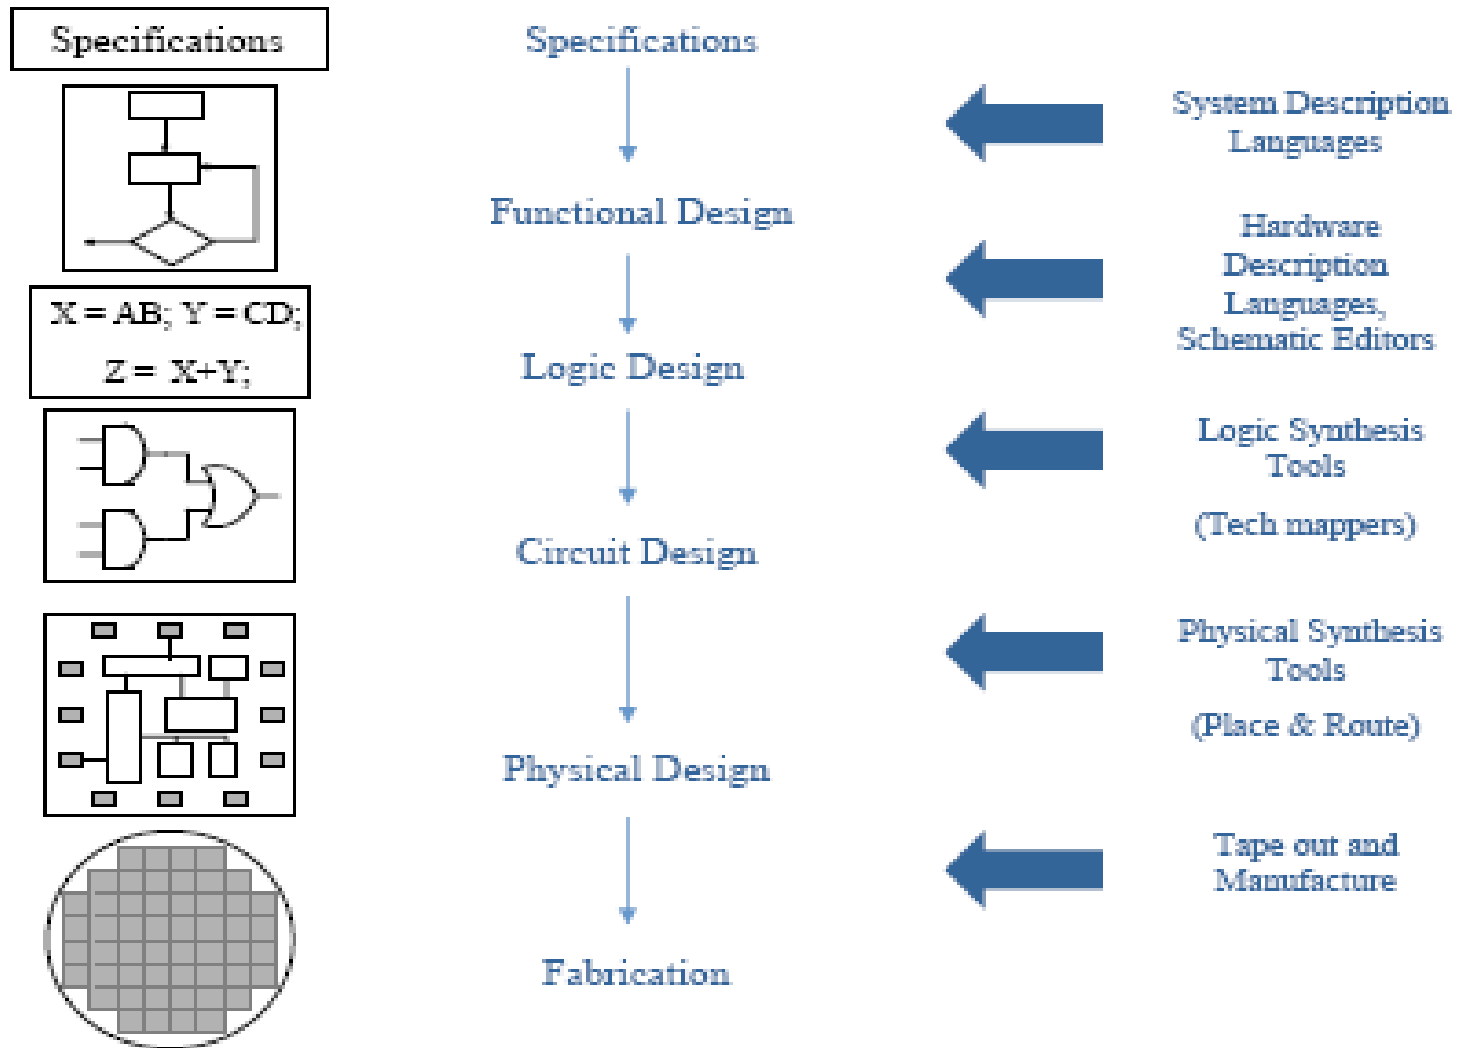 Specifications
X = AB; Y = CD;
Z = X+Y;
Specifications
Functional Design
Logic Design
Circuit Design
Physical Design
Fabrication
System Description
Languages
Hardware
Description
Languages,
Schematic Editors
Logic Synthesis
Tools
(Tech mappers)
Physical Synthesis
Tools
(Place & Route)
Tape out and
Manufacture